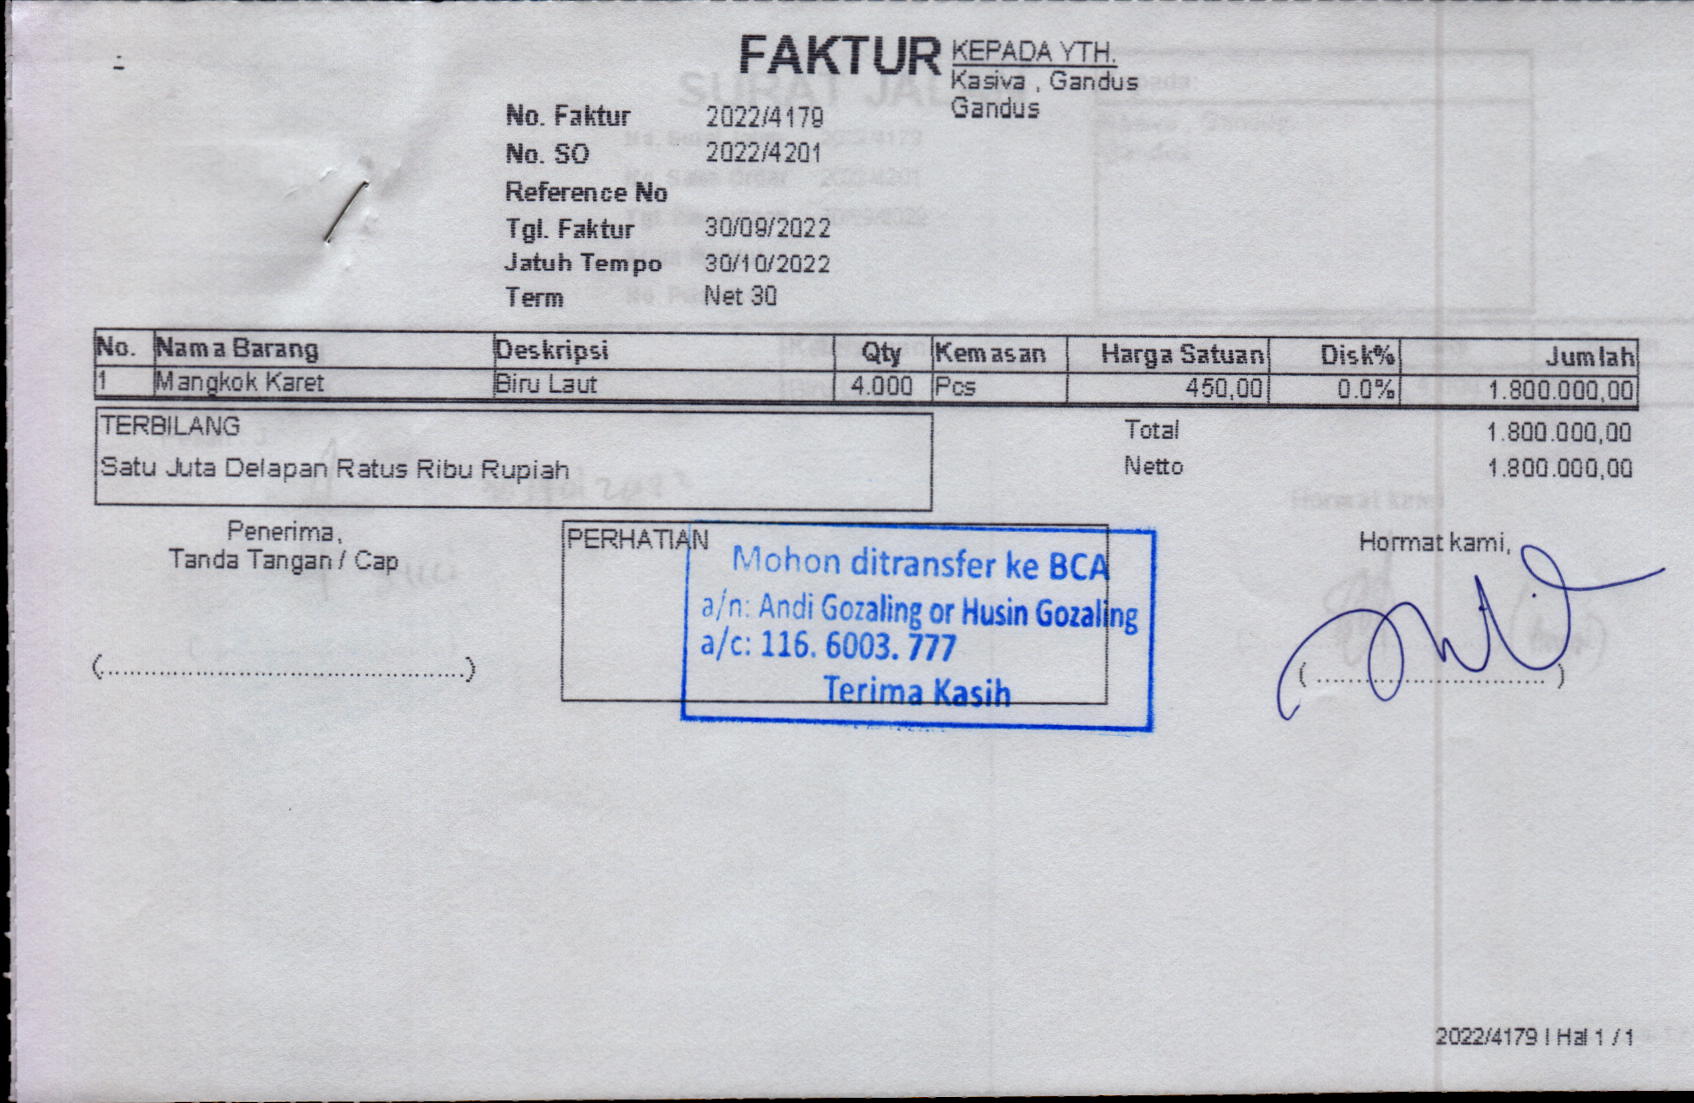 FAKTUR
KEPADA YTH.
Kasiva , Gandus
Gandus
No. Faktur 2022/4179
No. SO 2022/4201
Reference No
Tgl. Faktur 30/09/2022
Jatuh Tempo 30/10/2022
Term Net 30
No. Nama Barang Deskripsi Qty Kemasan Harga Satuan Disk% Jumlah
1 Mangkok Karet Biru Laut 4.000 Pcs 450,00 0.0% 1.800.000,00
TERBILANG
Satu Juta Delapan Ratus Ribu Rupiah
Total 1.800.000,00
Netto 1.800.000,00
Penerima,
Tanda Tangan / Cap
(..................................................)
PERHATIAN
Mohon ditransfer ke BCA
a/n: Andi Gozaling or Husin Gozaling
a/c: 116. 6003. 777
Terima Kasih
Hormat kami,
( ................................ )
2022/4179 | Hal 1 / 1